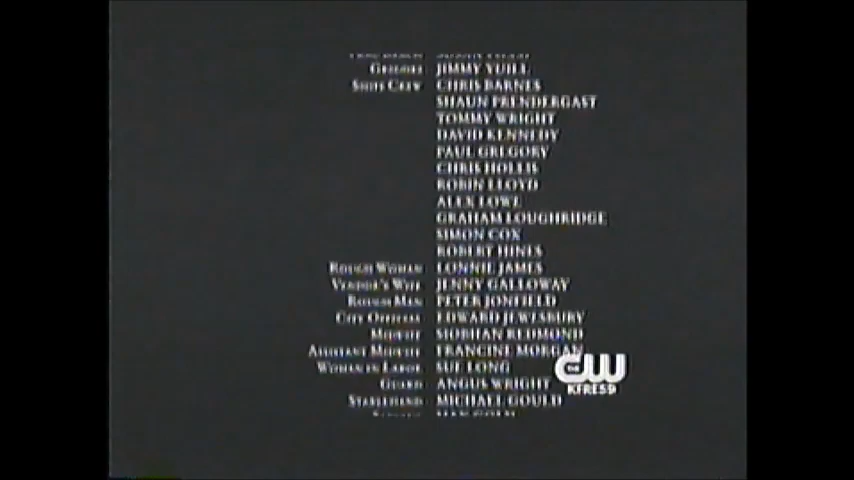 GRIGORI JIMMY YUILL
SHIP'S CREW CHRIS BARNES
SHAUN PRENDERGAST
TOMMY WRIGHT
DAVID KENNEDY
PAUL GREGORY
CHRIS HOLLIS
ROBIN LLOYD
ALEX LOWE
GRAHAM LOUGHRIDGE
SIMON COX
ROBERT HINES
ROUGH WOMAN LONNIE JAMES
VENDOR'S WIFE JENNY GALLOWAY
ROUGH MAN PETER JONFIELD
CITY OFFICIAL EDWARD JEWESBURY
MIDWIFE SIOBHAN REDMOND
ASSISTANT MIDWIFE FRANCINE MORGAN
WOMAN IN LABOR SUE LONG
GUARD ANGUS WRIGHT
STABLEHAND MICHAEL GOULD
CW
KFRE59